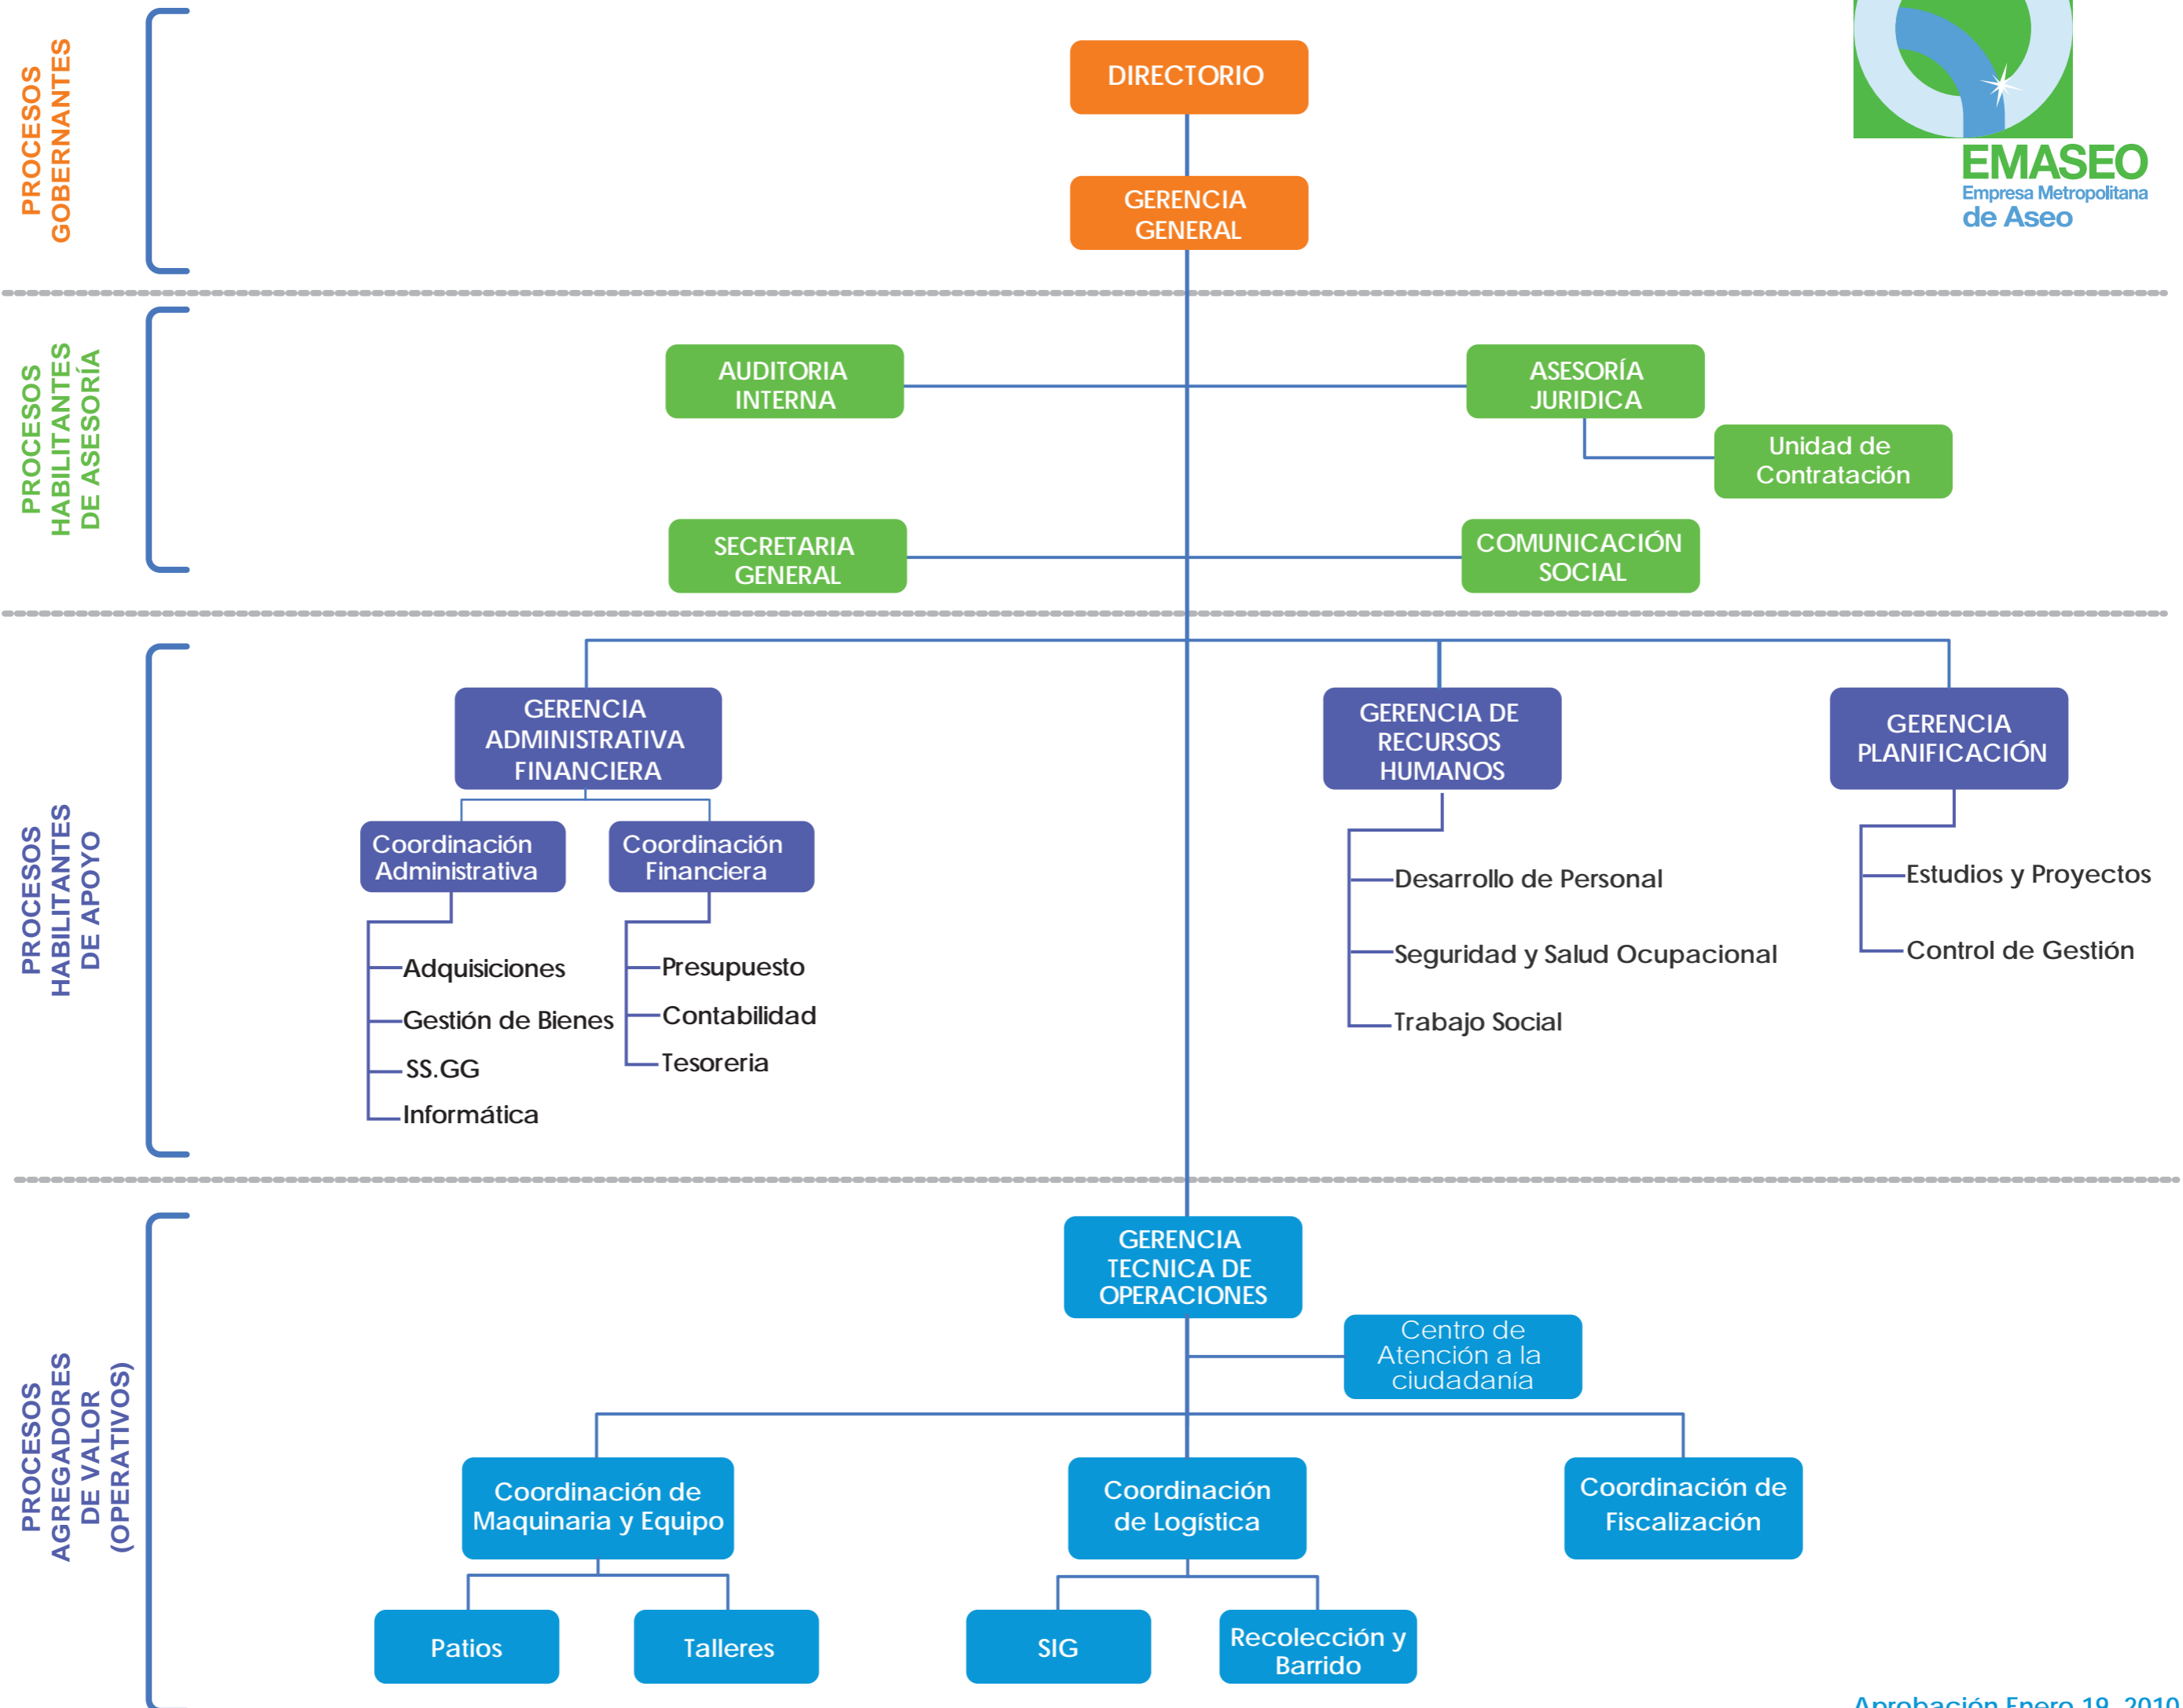 PROCESOS
GOBERNANTES
DIRECTORIO
GERENCIA
GENERAL
EMASEO
Empresa Metropolitana
de Aseo
PROCESOS
HABILITANTES
DE ASESORÍA
AUDITORIA
INTERNA
ASESORÍA
JURIDICA
Unidad de
Contratación
SECRETARIA
GENERAL
COMUNICACIÓN
SOCIAL
PROCESOS
HABILITANTES
DE APOYO
GERENCIA
ADMINISTRATIVA
FINANCIERA
GERENCIA DE
RECURSOS
HUMANOS
GERENCIA
PLANIFICACIÓN
Coordinación
Administrativa
Coordinación
Financiera
Adquisiciones
Gestión de Bienes
SS.GG
Informática
Presupuesto
Contabilidad
Tesoreria
Desarrollo de Personal
Seguridad y Salud Ocupacional
Trabajo Social
Estudios y Proyectos
Control de Gestión
PROCESOS
AGREGADORES
DE VALOR
(OPERATIVOS)
GERENCIA
TECNICA DE
OPERACIONES
Centro de
Atención a la
ciudadanía
Coordinación de
Maquinaria y Equipo
Coordinación
de Logística
Coordinación de
Fiscalización
Patios
Talleres
SIG
Recolección y
Barrido
Aprobación Enero 19, 2010